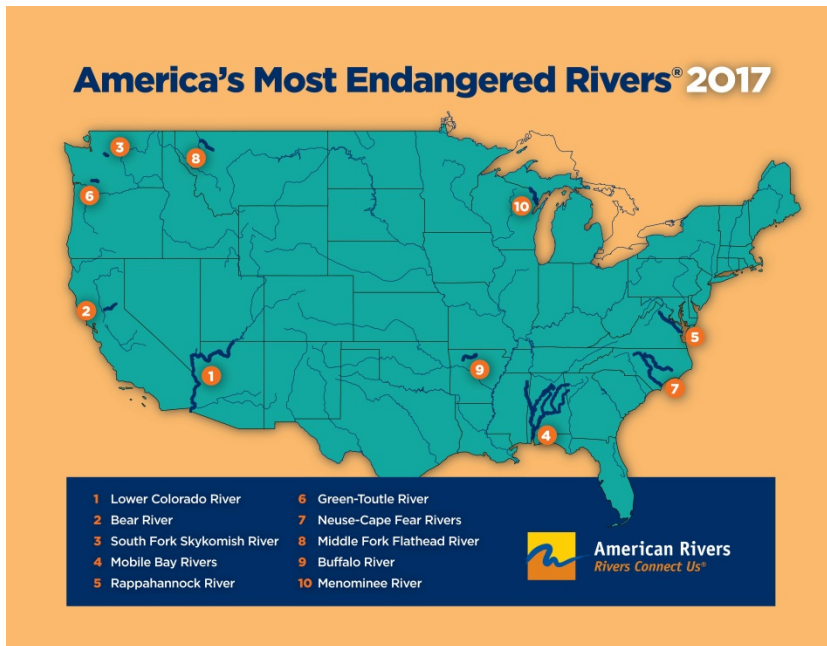 America's Most Endangered Rivers® 2017
3
8
6
10
2
5
1
9
7
4
1 Lower Colorado River
2 Bear River
3 South Fork Skykomish River
4 Mobile Bay Rivers
5 Rappahannock River
6 Green-Toutle River
7 Neuse-Cape Fear Rivers
8 Middle Fork Flathead River
9 Buffalo River
10 Menominee River
American Rivers
Rivers Connect Us®